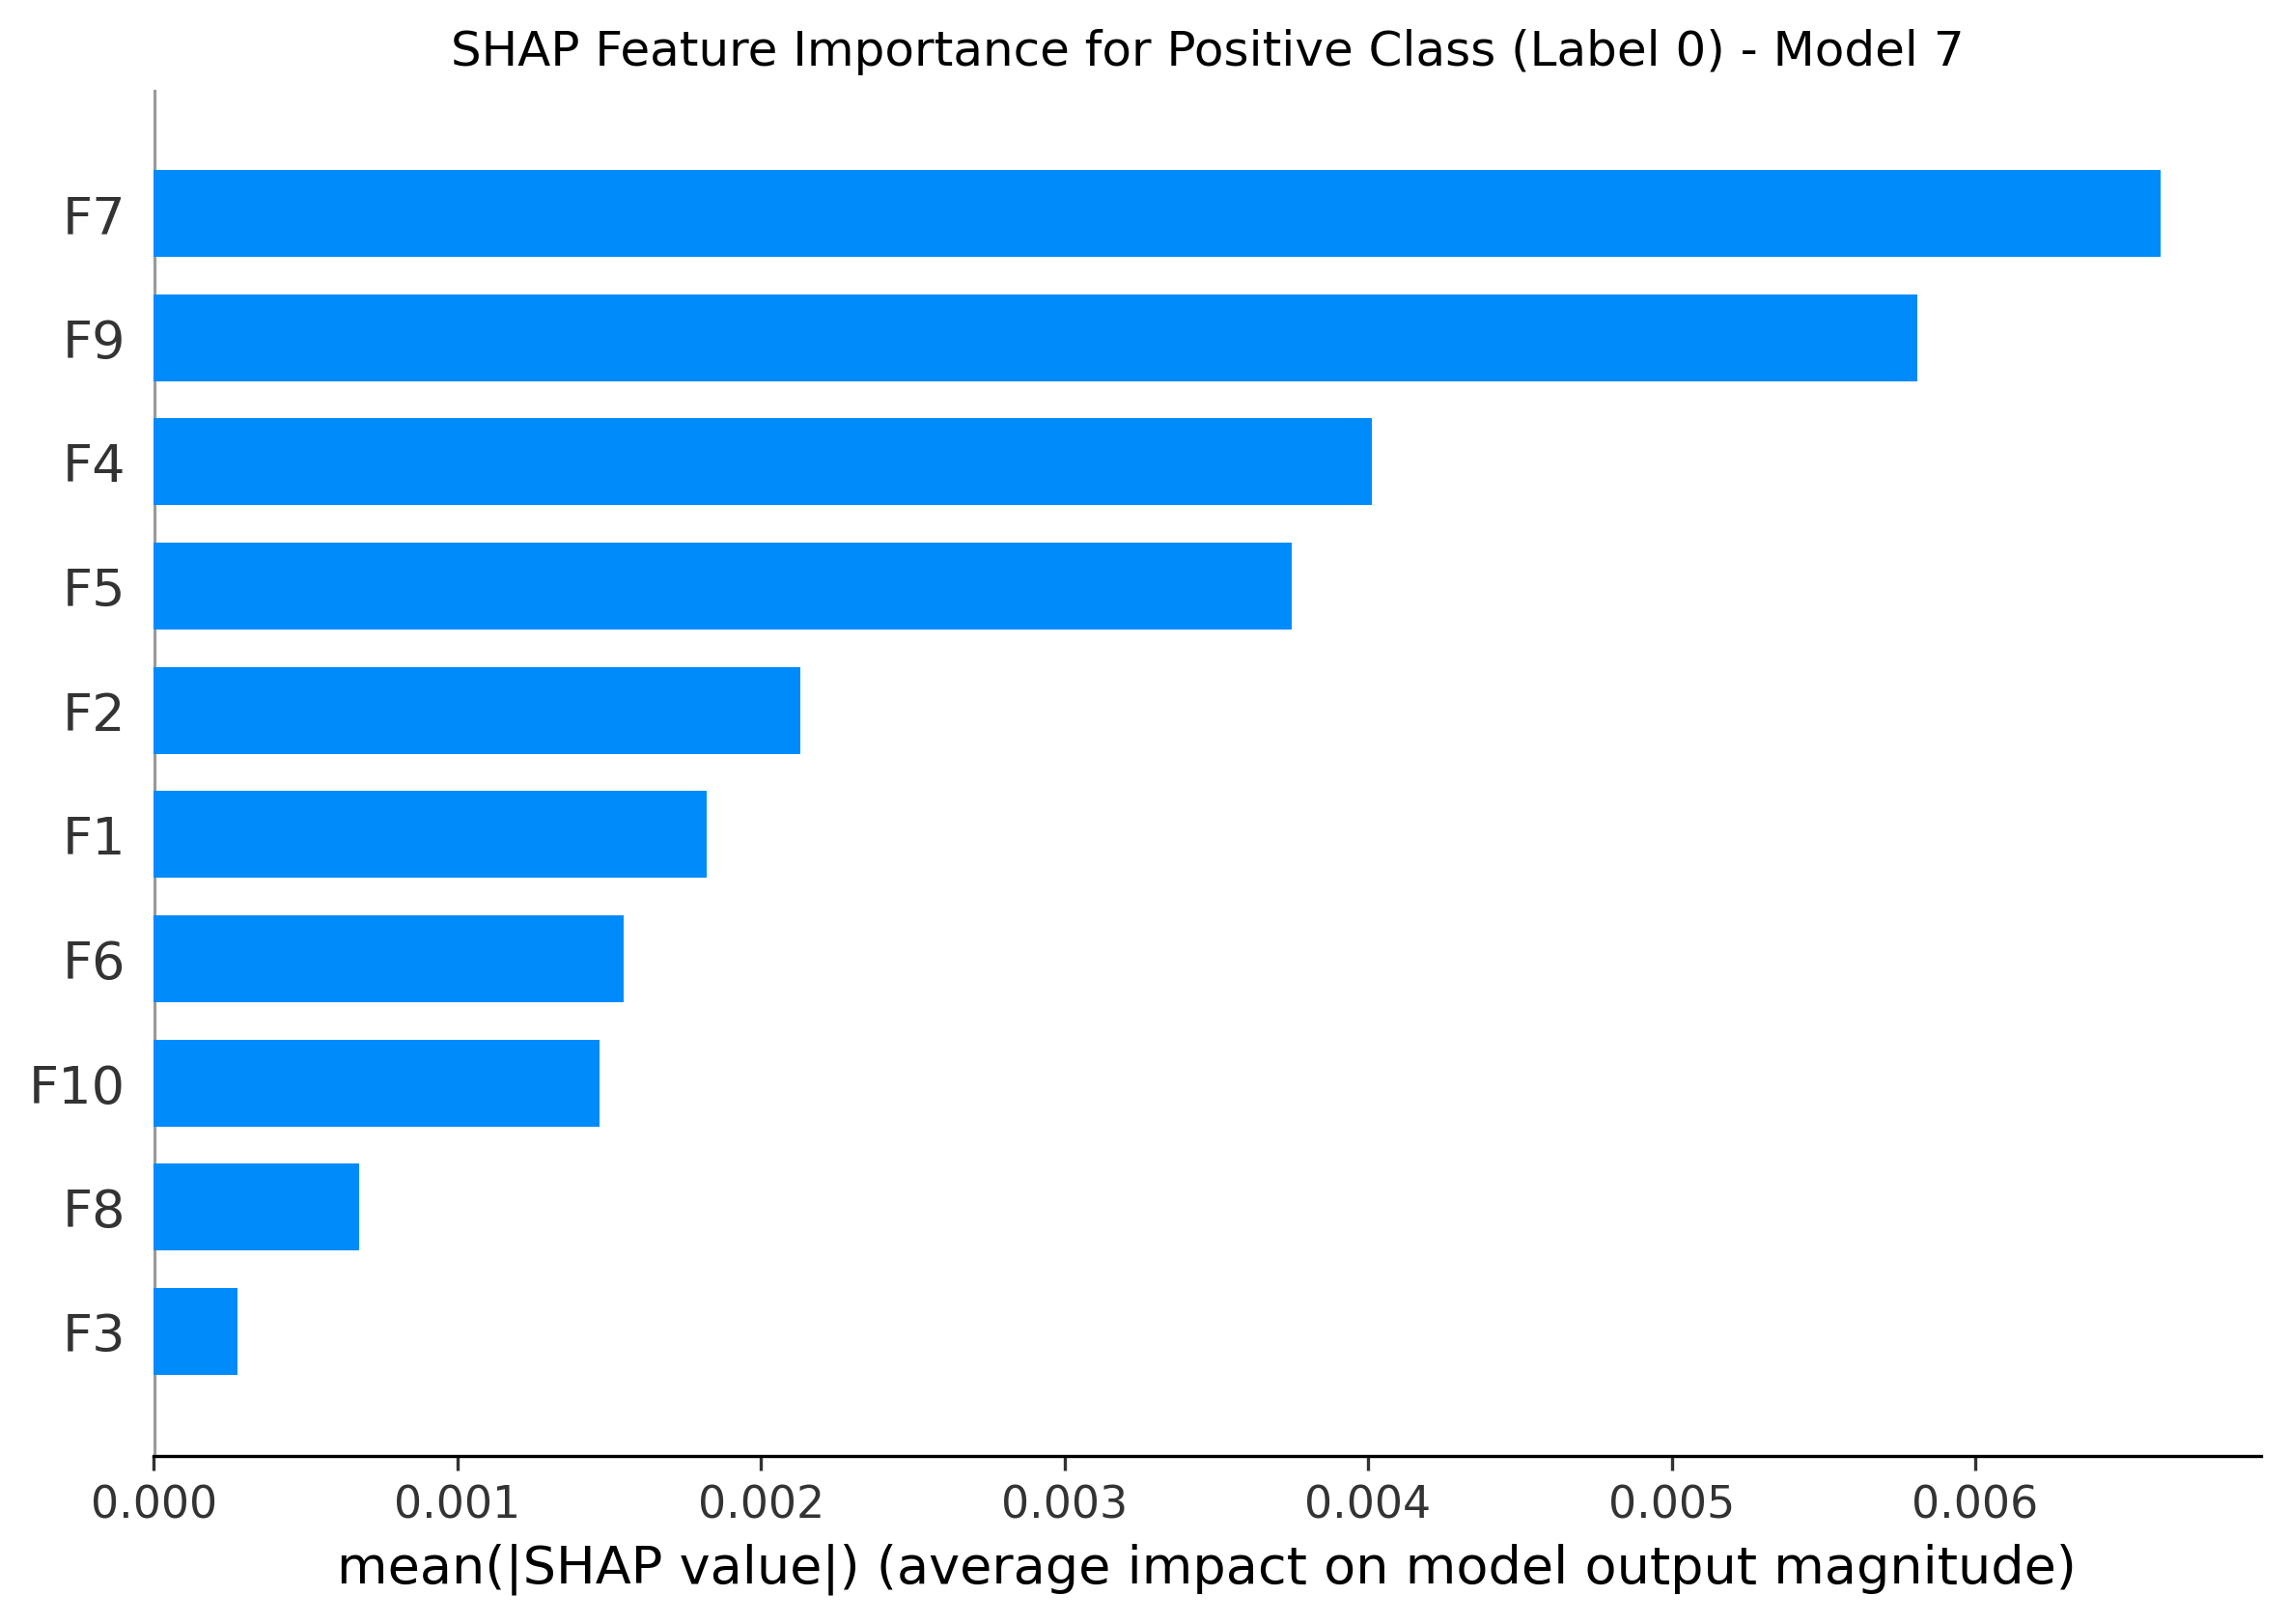 SHAP Feature Importance for Positive Class (Label 0) - Model 7
F7
F9
F4
F5
F2
F1
F6
F10
F8
F3
0.000 0.001 0.002 0.003 0.004 0.005 0.006
mean(|SHAP value|) (average impact on model output magnitude)